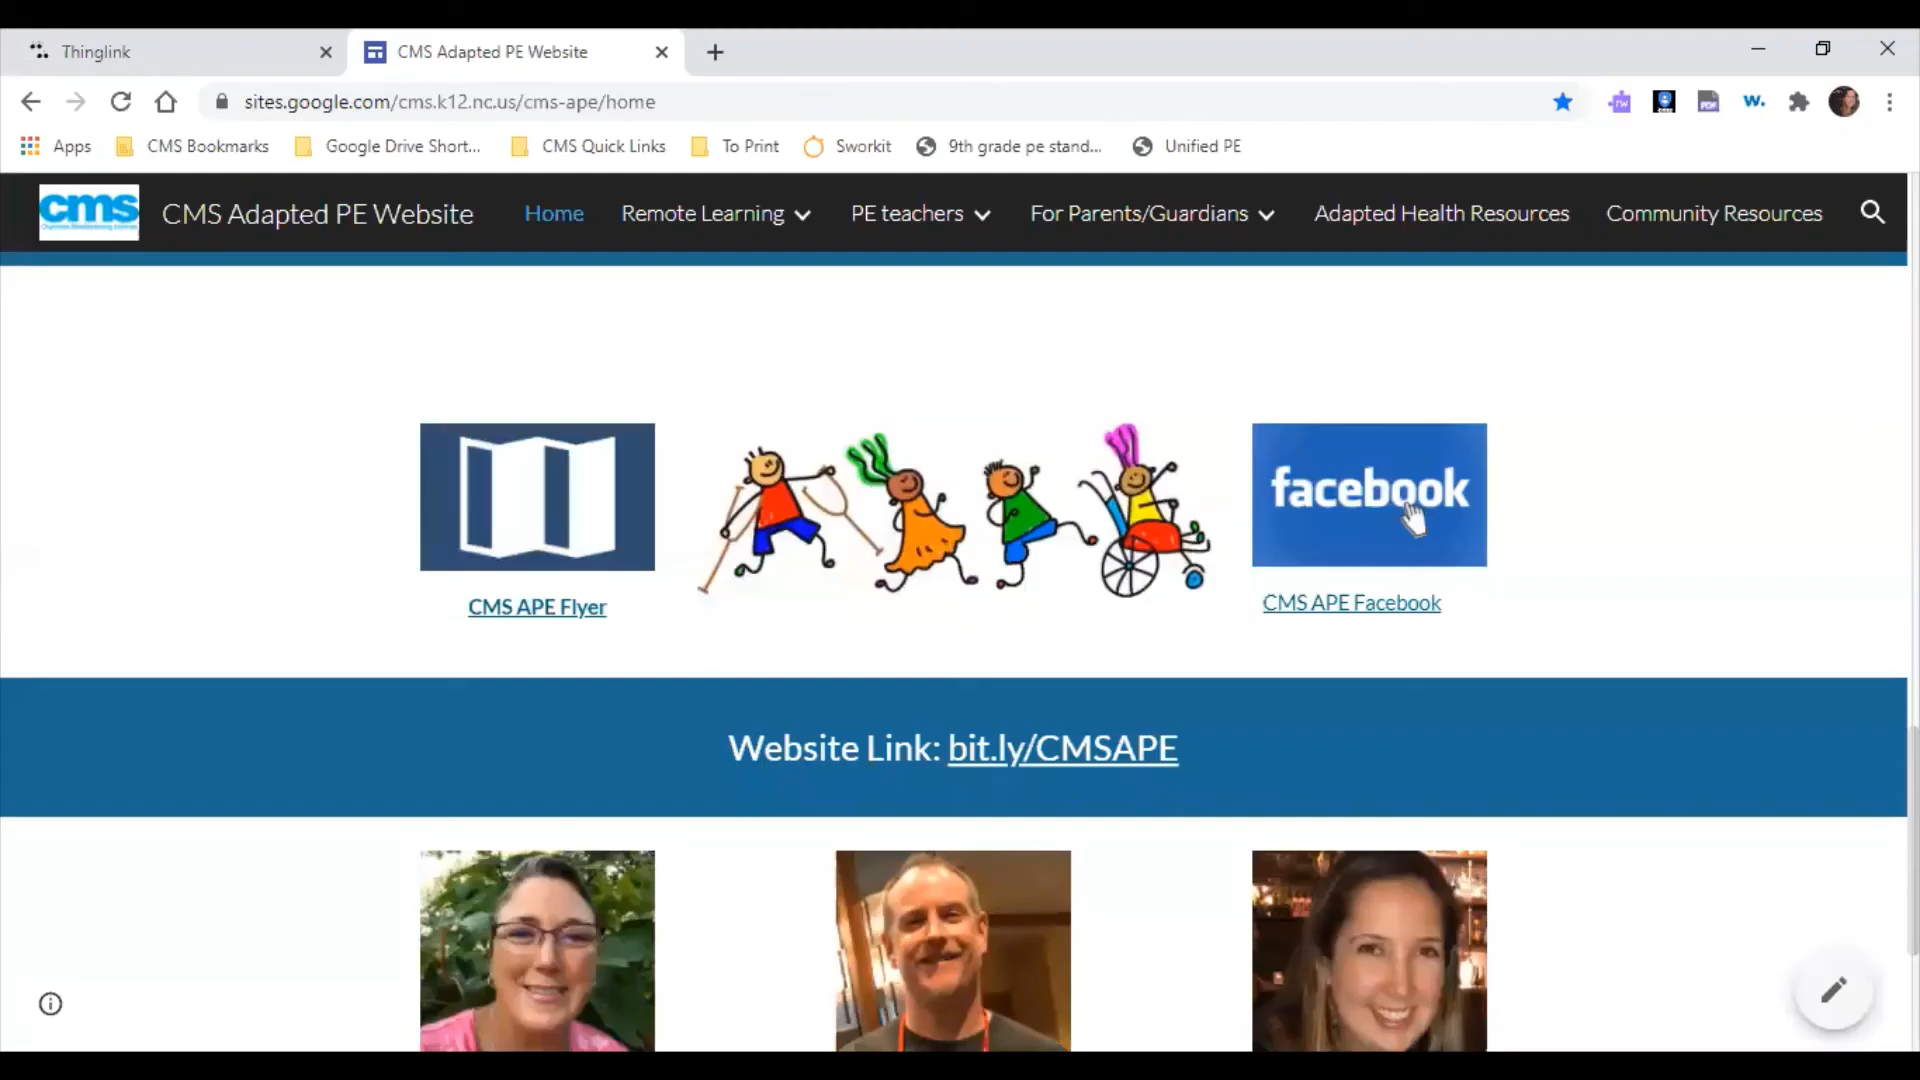 Thinglink
CMS Adapted PE Website
sites.google.com/cms.k12.nc.us/cms-ape/home
rw
PDF
w.
Apps
CMS Bookmarks
Google Drive Short...
CMS Quick Links
To Print
Sworkit
9th grade pe stand...
Unified PE
cms
CMS Adapted PE Website
Home
Remote Learning
PE teachers
For Parents/Guardians
Adapted Health Resources
Community Resources
facebook
CMS APE Flyer
CMS APE Facebook
Website Link: bit.ly/CMSAPE